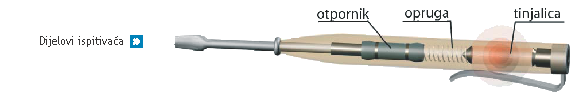 otpornik
opruga
tinjalica
Dijelovi ispitivača